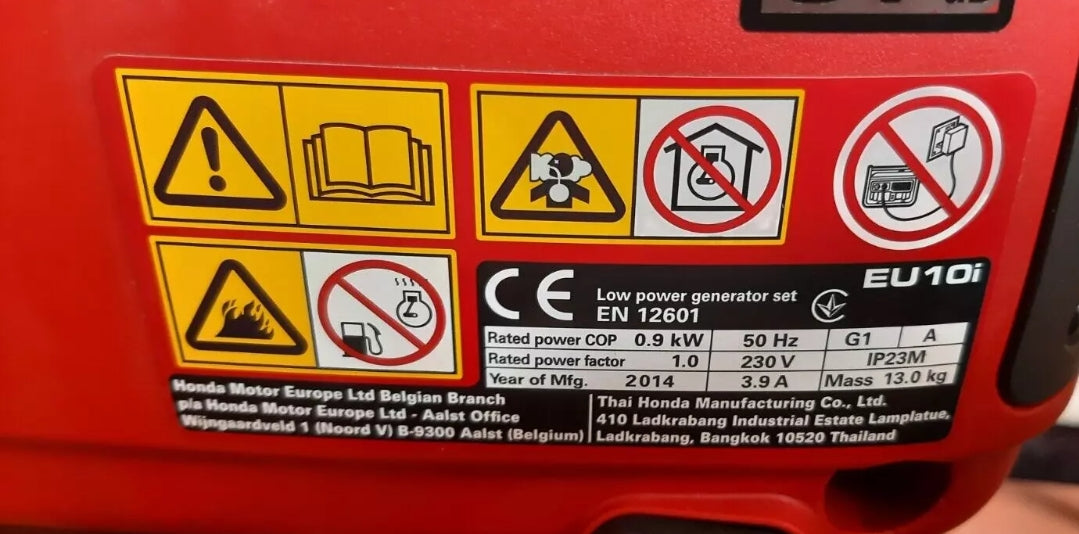 EU10i
CE
Low power generator set
EN 12601
Rated power COP 0.9 kW 50 Hz G1 A
Rated power factor 1.0 230 V IP23M
Year of Mfg. 2014 3.9 A Mass 13.0 kg
Honda Motor Europe Ltd Belgian Branch
p/a Honda Motor Europe Ltd - Aalst Office
Wijngaardveld 1 (Noord V) B-9300 Aalst (Belgium)
Thai Honda Manufacturing Co., Ltd.
410 Ladkrabang Industrial Estate Lamplatue,
Ladkrabang, Bangkok 10520 Thailand